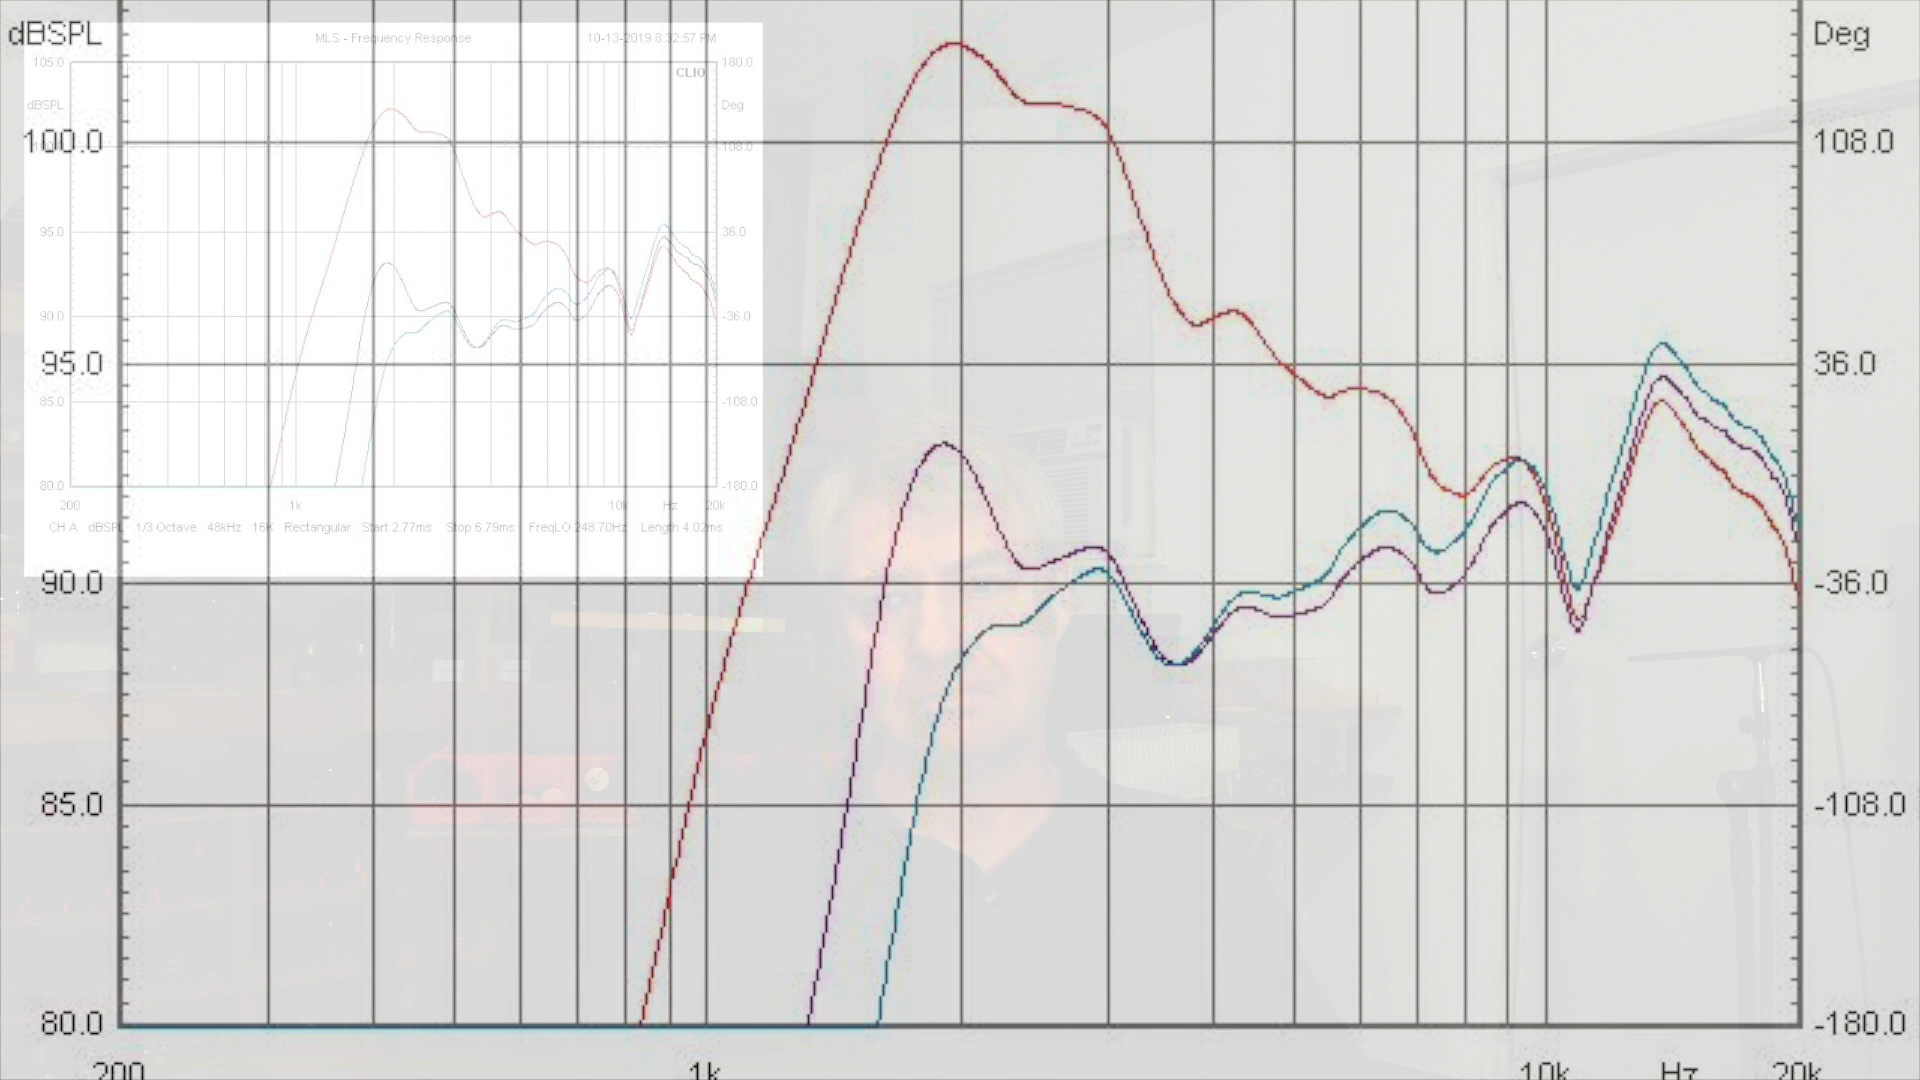 dBSPL
Deg
100.0
108.0
95.0
36.0
90.0
-36.0
85.0
-108.0
80.0
-180.0
200
1k
10k
Hz
20k
MLS - Frequency Response
10-13-2019 8:32:57 PM
105.0
180.0
CLIO
dBSPL
Deg
108.0
95.0
36.0
90.0
-36.0
85.0
-108.0
80.0
-180.0
200
1k
10k
Hz
20k
CH A dBSPL 1/3 Octave 48kHz 16K Rectangular Start 2.77ms Stop 6.79ms FreqLO 248.70Hz Length 4.02ms